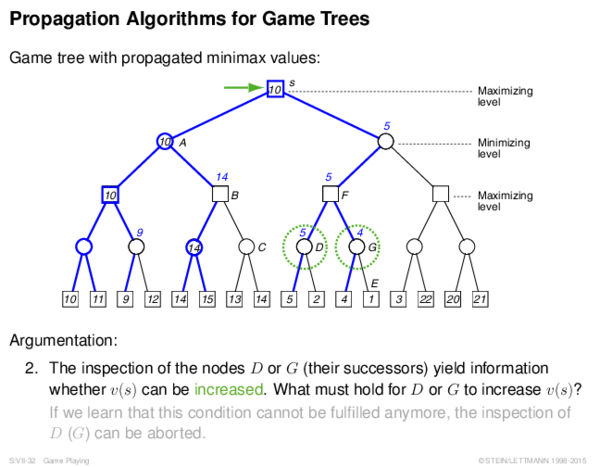 Propagation Algorithms for Game Trees
Game tree with propagated minimax values:
10 s
Maximizing
level
5
10 A
Minimizing
level
14
5
10
B
F
Maximizing
level
9
5
4
14
C
D
G
E
10 11 9 12 14 15 13 14 5 2 4 1 3 22 20 21
Argumentation:
2. The inspection of the nodes D or G (their successors) yield information
whether v(s) can be increased. What must hold for D or G to increase v(s)?
If we learn that this condition cannot be fulfilled anymore, the inspection of
D (G) can be aborted.
S:VII-32 Game Playing
©STEIN/LETTMANN 1998-2015